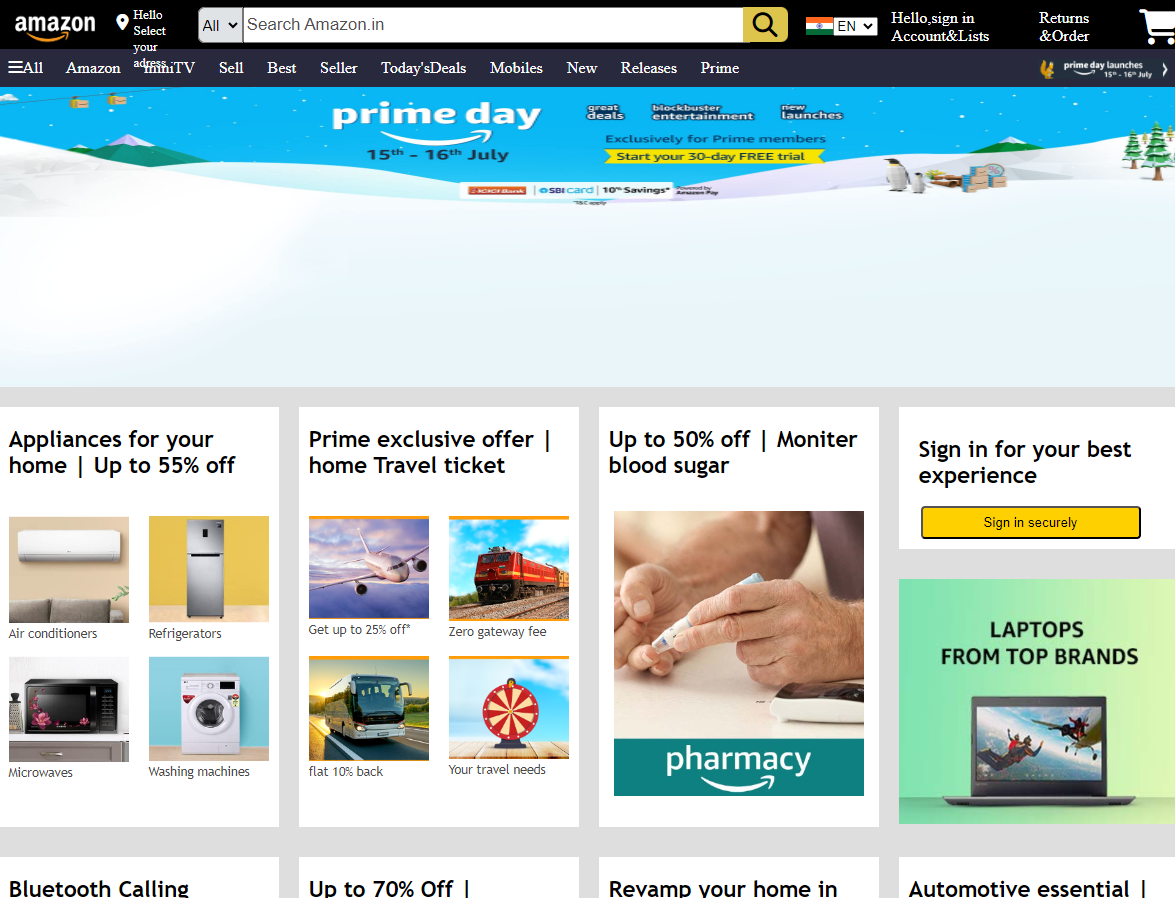 amazon
Hello
Select
your
adress
All
Search Amazon.in
EN
Hello,sign in
Account&Lists
Returns
&Order
All Amazon miniTV Sell Best Seller Today'sDeals Mobiles New Releases Prime
prime day launches
15th - 16th July
prime day
15th - 16th July
great
deals
blockbuster
entertainment
new
launches
Exclusively for Prime members
Start your 30-day FREE trial
ICICI Bank | SBI card | 10% Savings*
Powered by
Amazon Pay
*T&C apply
Appliances for your
home | Up to 55% off
Air conditioners
Refrigerators
Microwaves
Washing machines
Prime exclusive offer |
home Travel ticket
Get up to 25% off*
Zero gateway fee
flat 10% back
Your travel needs
Up to 50% off | Moniter
blood sugar
pharmacy
Sign in for your best
experience
Sign in securely
LAPTOPS
FROM TOP BRANDS
Bluetooth Calling
Up to 70% Off |
Revamp your home in
Automotive essential |